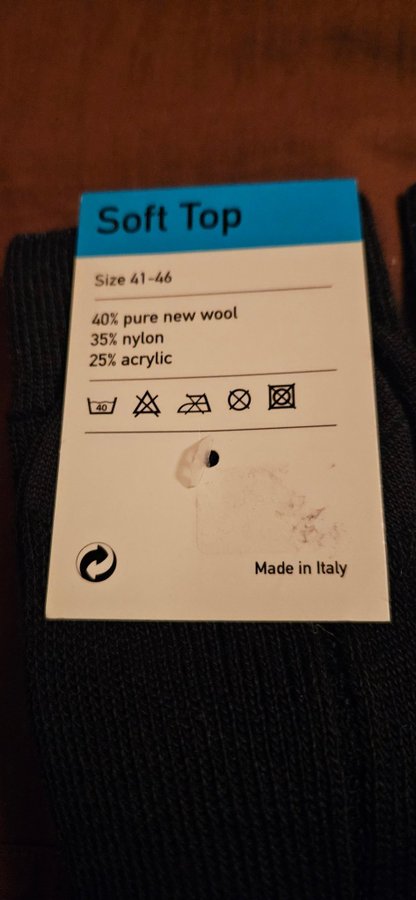 Soft Top
Size 41-46
40% pure new wool
35% nylon
25% acrylic
40
Made in Italy